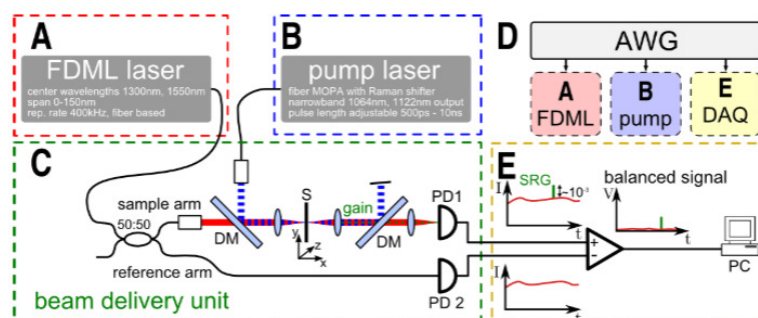 A
FDML laser
center wavelengths 1300nm, 1550nm
span 0-150nm
rep. rate 400kHz, fiber based
B
pump laser
fiber MOPA with Raman shifter
narrowband 1064nm, 1122nm output
pulse length adjustable 500ps - 10ns
D
AWG
A
FDML
B
pump
E
DAQ
C
sample arm
50:50
reference arm
DM
S
y
z
x
gain
DM
PD1
PD 2
beam delivery unit
E
I
SRG
~10⁻³
t
balanced signal
V
t
+
-
I
t
PC